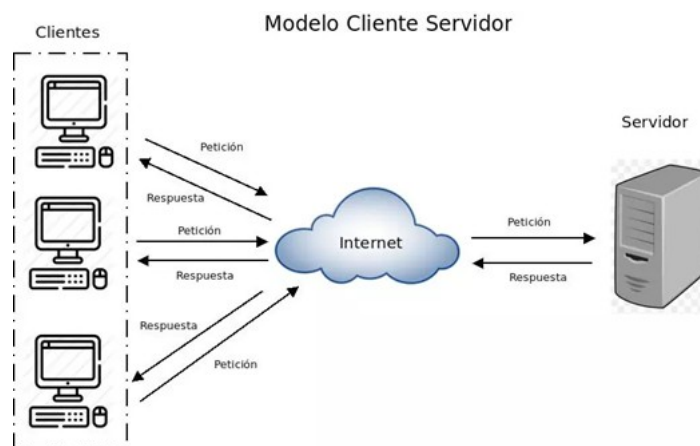 Modelo Cliente Servidor
Clientes
Servidor
Petición
Respuesta
Petición
Respuesta
Internet
Petición
Respuesta
Respuesta
Petición